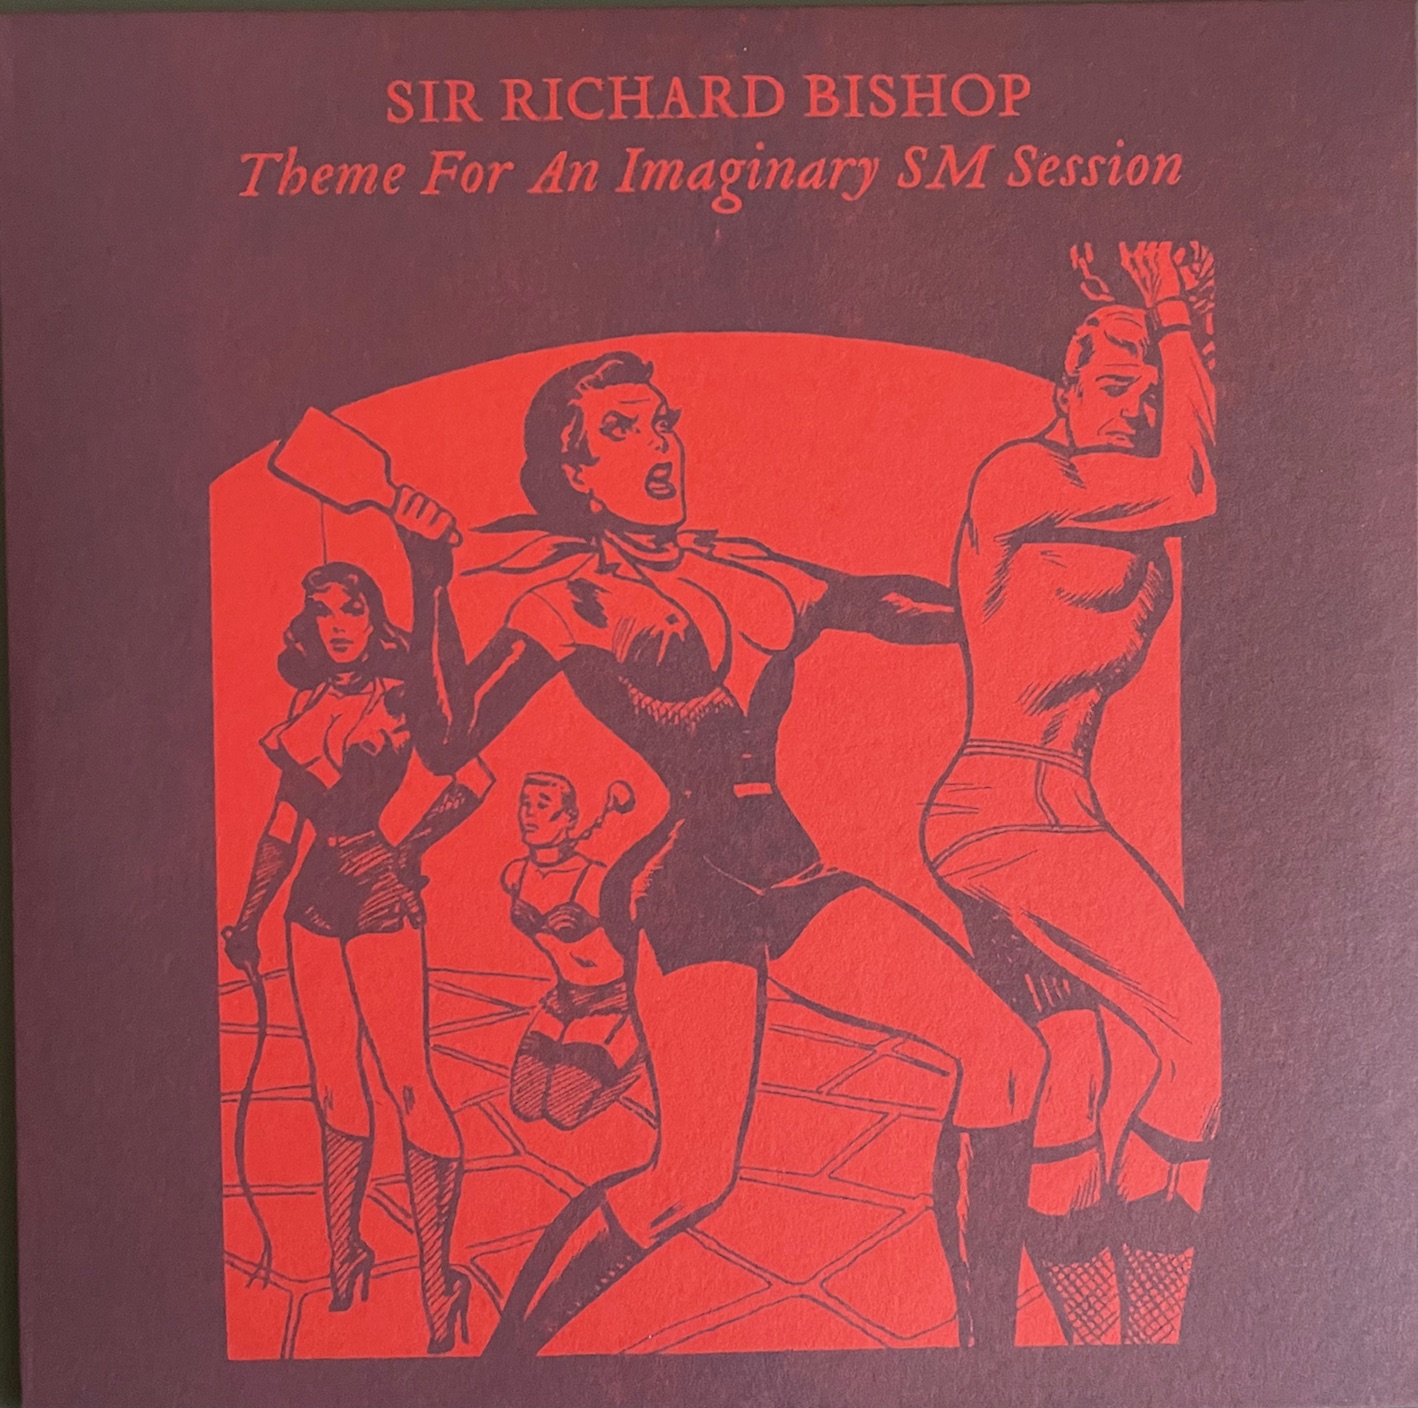 SIR RICHARD BISHOP
Theme For An Imaginary SM Session